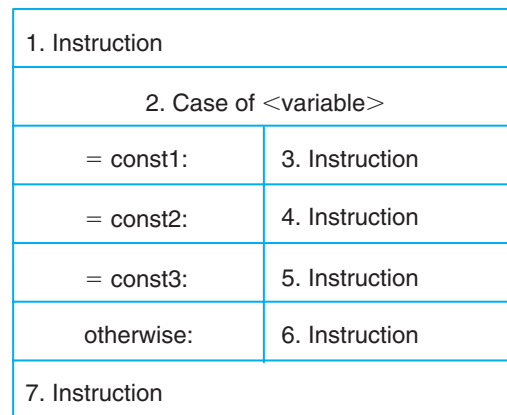 1. Instruction
2. Case of <variable>
= const1: 3. Instruction
= const2: 4. Instruction
= const3: 5. Instruction
otherwise: 6. Instruction
7. Instruction